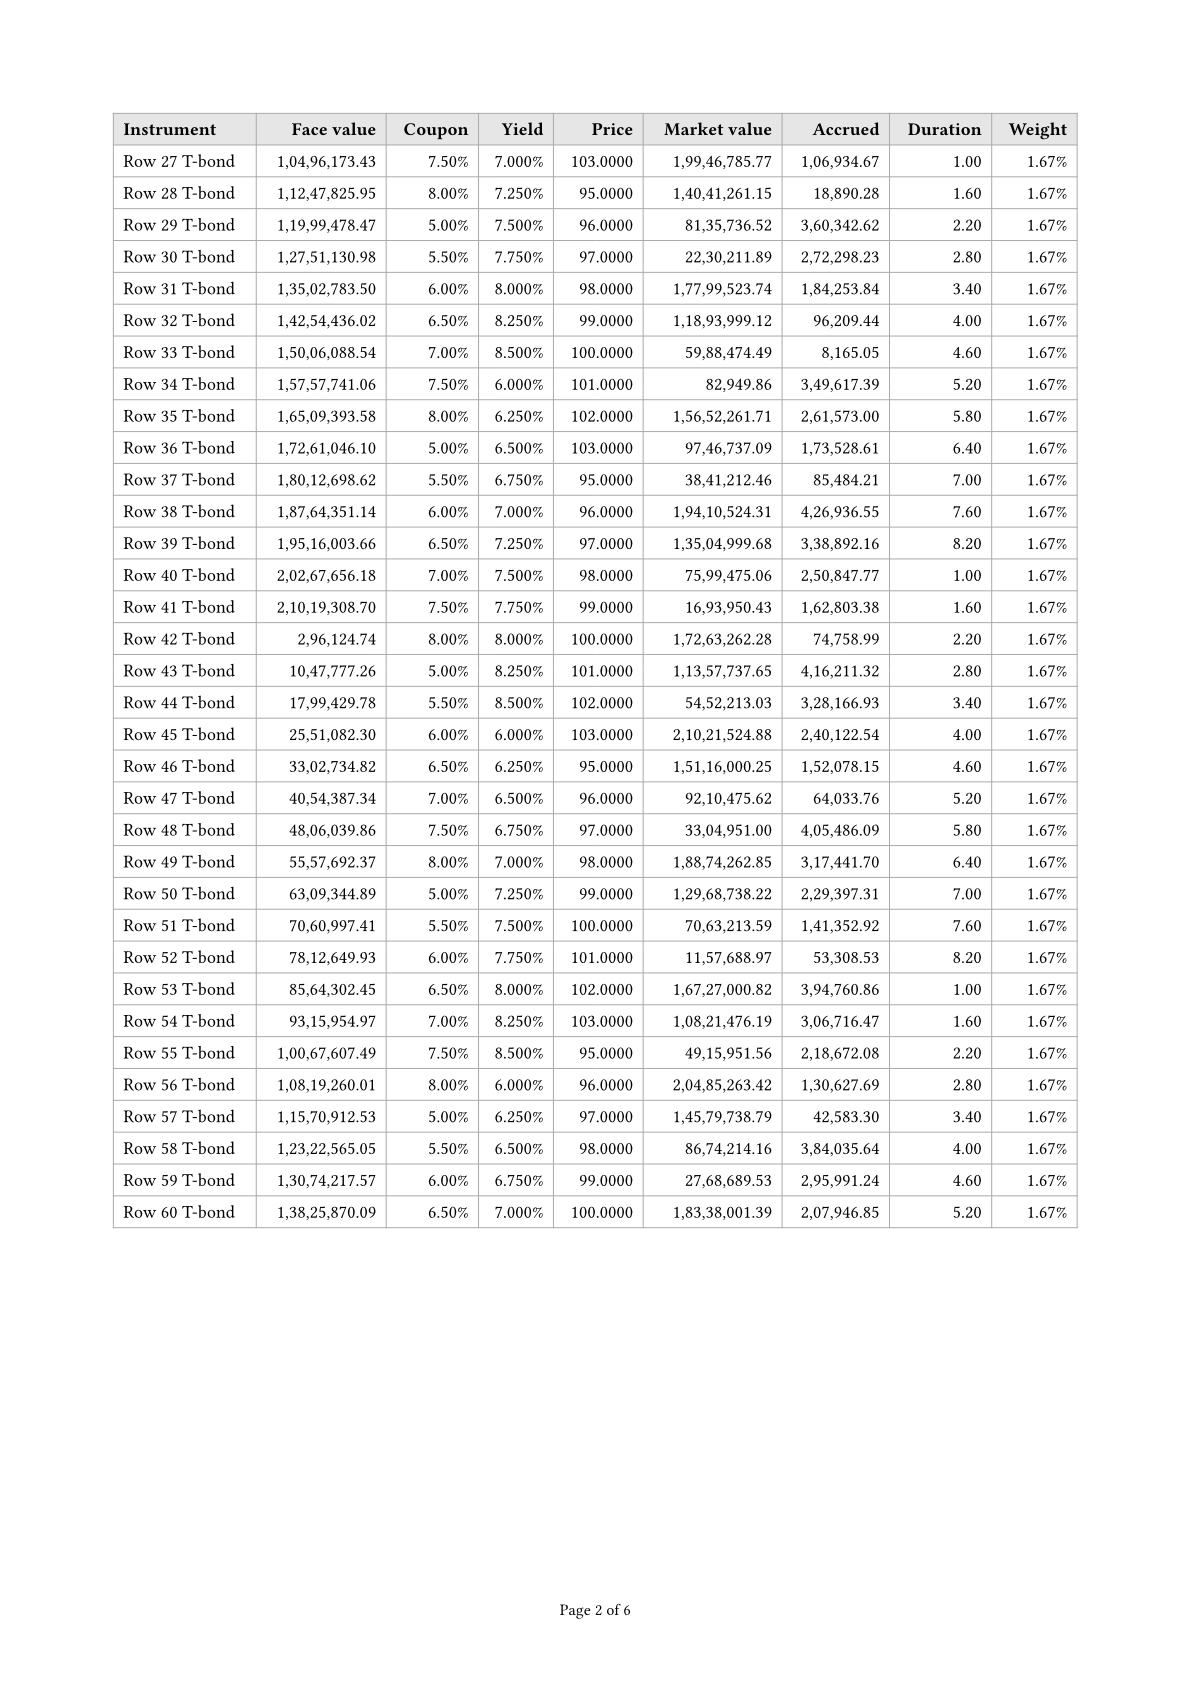 Instrument Face value Coupon Yield Price Market value Accrued Duration Weight
Row 27 T-bond 1,04,96,173.43 7.50% 7.000% 103.0000 1,99,46,785.77 1,06,934.67 1.00 1.67%
Row 28 T-bond 1,12,47,825.95 8.00% 7.250% 95.0000 1,40,41,261.15 18,890.28 1.60 1.67%
Row 29 T-bond 1,19,99,478.47 5.00% 7.500% 96.0000 81,35,736.52 3,60,342.62 2.20 1.67%
Row 30 T-bond 1,27,51,130.98 5.50% 7.750% 97.0000 22,30,211.89 2,72,298.23 2.80 1.67%
Row 31 T-bond 1,35,02,783.50 6.00% 8.000% 98.0000 1,77,99,523.74 1,84,253.84 3.40 1.67%
Row 32 T-bond 1,42,54,436.02 6.50% 8.250% 99.0000 1,18,93,999.12 96,209.44 4.00 1.67%
Row 33 T-bond 1,50,06,088.54 7.00% 8.500% 100.0000 59,88,474.49 8,165.05 4.60 1.67%
Row 34 T-bond 1,57,57,741.06 7.50% 6.000% 101.0000 82,949.86 3,49,617.39 5.20 1.67%
Row 35 T-bond 1,65,09,393.58 8.00% 6.250% 102.0000 1,56,52,261.71 2,61,573.00 5.80 1.67%
Row 36 T-bond 1,72,61,046.10 5.00% 6.500% 103.0000 97,46,737.09 1,73,528.61 6.40 1.67%
Row 37 T-bond 1,80,12,698.62 5.50% 6.750% 95.0000 38,41,212.46 85,484.21 7.00 1.67%
Row 38 T-bond 1,87,64,351.14 6.00% 7.000% 96.0000 1,94,10,524.31 4,26,936.55 7.60 1.67%
Row 39 T-bond 1,95,16,003.66 6.50% 7.250% 97.0000 1,35,04,999.68 3,38,892.16 8.20 1.67%
Row 40 T-bond 2,02,67,656.18 7.00% 7.500% 98.0000 75,99,475.06 2,50,847.77 1.00 1.67%
Row 41 T-bond 2,10,19,308.70 7.50% 7.750% 99.0000 16,93,950.43 1,62,803.38 1.60 1.67%
Row 42 T-bond 2,96,124.74 8.00% 8.000% 100.0000 1,72,63,262.28 74,758.99 2.20 1.67%
Row 43 T-bond 10,47,777.26 5.00% 8.250% 101.0000 1,13,57,737.65 4,16,211.32 2.80 1.67%
Row 44 T-bond 17,99,429.78 5.50% 8.500% 102.0000 54,52,213.03 3,28,166.93 3.40 1.67%
Row 45 T-bond 25,51,082.30 6.00% 6.000% 103.0000 2,10,21,524.88 2,40,122.54 4.00 1.67%
Row 46 T-bond 33,02,734.82 6.50% 6.250% 95.0000 1,51,16,000.25 1,52,078.15 4.60 1.67%
Row 47 T-bond 40,54,387.34 7.00% 6.500% 96.0000 92,10,475.62 64,033.76 5.20 1.67%
Row 48 T-bond 48,06,039.86 7.50% 6.750% 97.0000 33,04,951.00 4,05,486.09 5.80 1.67%
Row 49 T-bond 55,57,692.37 8.00% 7.000% 98.0000 1,88,74,262.85 3,17,441.70 6.40 1.67%
Row 50 T-bond 63,09,344.89 5.00% 7.250% 99.0000 1,29,68,738.22 2,29,397.31 7.00 1.67%
Row 51 T-bond 70,60,997.41 5.50% 7.500% 100.0000 70,63,213.59 1,41,352.92 7.60 1.67%
Row 52 T-bond 78,12,649.93 6.00% 7.750% 101.0000 11,57,688.97 53,308.53 8.20 1.67%
Row 53 T-bond 85,64,302.45 6.50% 8.000% 102.0000 1,67,27,000.82 3,94,760.86 1.00 1.67%
Row 54 T-bond 93,15,954.97 7.00% 8.250% 103.0000 1,08,21,476.19 3,06,716.47 1.60 1.67%
Row 55 T-bond 1,00,67,607.49 7.50% 8.500% 95.0000 49,15,951.56 2,18,672.08 2.20 1.67%
Row 56 T-bond 1,08,19,260.01 8.00% 6.000% 96.0000 2,04,85,263.42 1,30,627.69 2.80 1.67%
Row 57 T-bond 1,15,70,912.53 5.00% 6.250% 97.0000 1,45,79,738.79 42,583.30 3.40 1.67%
Row 58 T-bond 1,23,22,565.05 5.50% 6.500% 98.0000 86,74,214.16 3,84,035.64 4.00 1.67%
Row 59 T-bond 1,30,74,217.57 6.00% 6.750% 99.0000 27,68,689.53 2,95,991.24 4.60 1.67%
Row 60 T-bond 1,38,25,870.09 6.50% 7.000% 100.0000 1,83,38,001.39 2,07,946.85 5.20 1.67%
Page 2 of 6